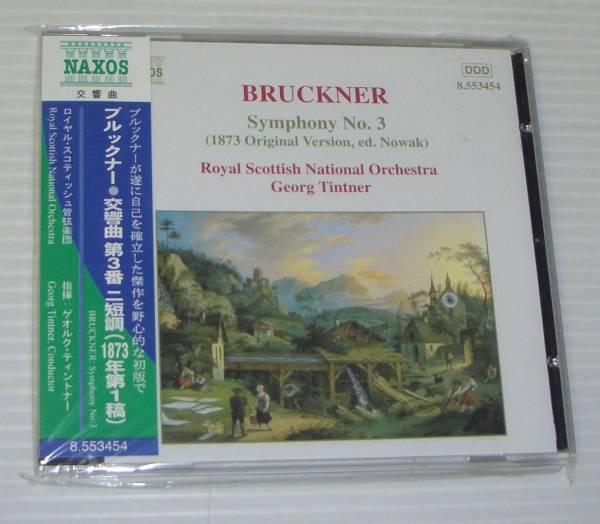 NAXOS
交響曲
ブルックナーが遂に自己を確立した傑作を野心的な初版で
ブルックナー●交響曲 第3番 ニ短調(1873年第1稿)
BRUCKNER: Symphony No. 3
ロイヤル・スコティッシュ管弦楽団
指揮:ゲオルク・ティントナー
Royal Scottish National Orchestra
Georg Tintner, Conductor
8.553454
DDD
8.553454
BRUCKNER
Symphony No. 3
(1873 Original Version, ed. Nowak)
Royal Scottish National Orchestra
Georg Tintner